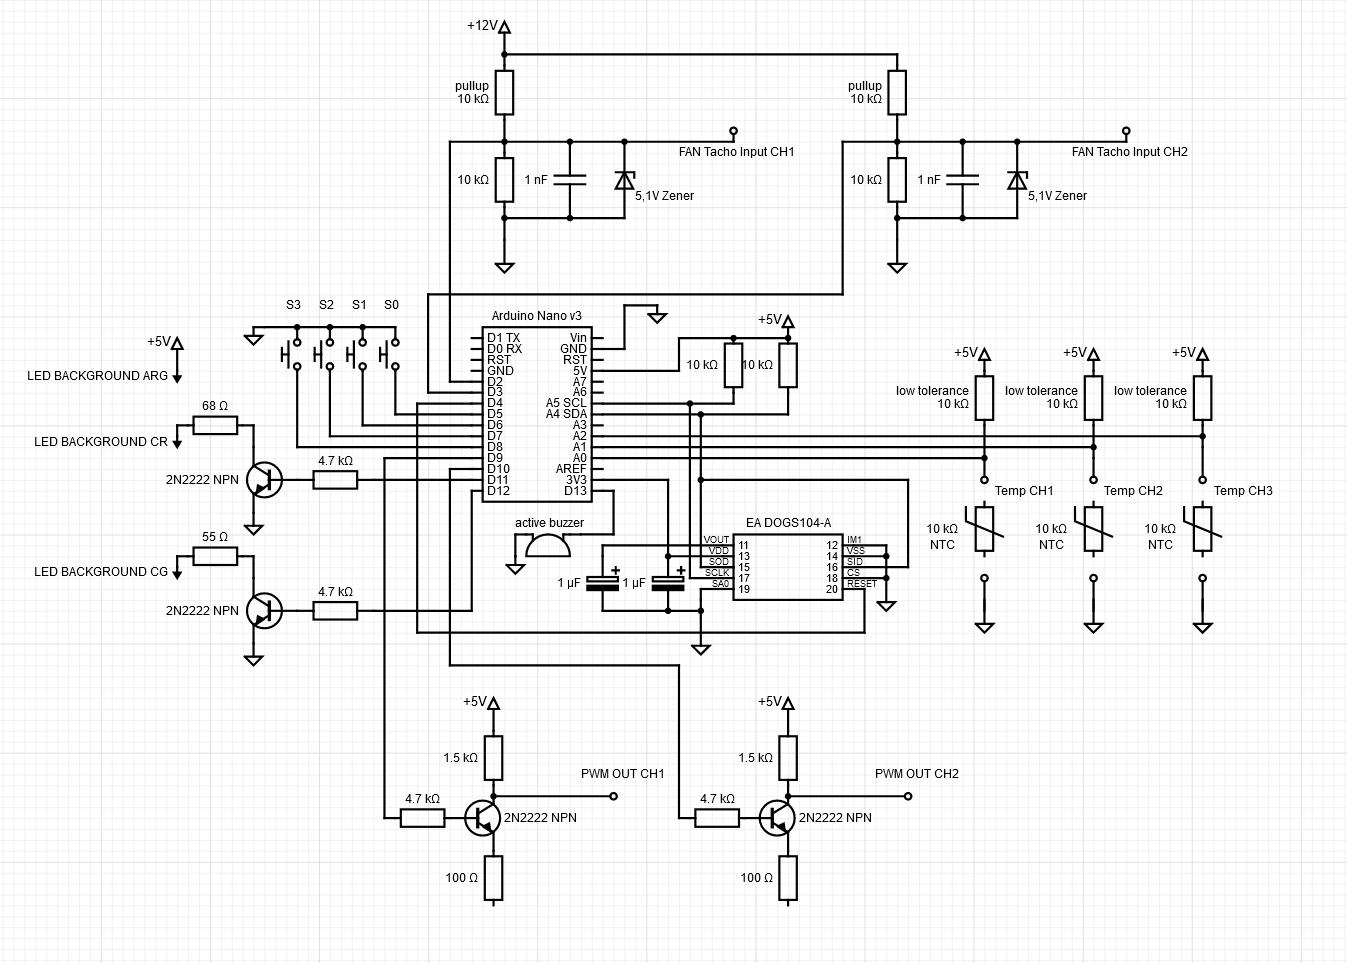 +12V
pullup
10 kΩ
pullup
10 kΩ
FAN Tacho Input CH1
FAN Tacho Input CH2
10 kΩ
1 nF
5,1V Zener
10 kΩ
1 nF
5,1V Zener
S3
S2
S1
S0
Arduino Nano v3
+5V
+5V
LED BACKGROUND ARG
D1 TX
D0 RX
RST
GND
D2
D3
D4
D5
D6
D7
D8
D9
D10
D11
D12
Vin
GND
RST
5V
A7
A6
A5 SCL
A4 SDA
A3
A2
A1
A0
AREF
3V3
D13
10 kΩ
10 kΩ
+5V
+5V
+5V
low tolerance
10 kΩ
low tolerance
10 kΩ
low tolerance
10 kΩ
68 Ω
LED BACKGROUND CR
4.7 kΩ
2N2222 NPN
Temp CH1
Temp CH2
Temp CH3
10 kΩ
NTC
10 kΩ
NTC
10 kΩ
NTC
active buzzer
EA DOGS104-A
VOUT
VDD
SOD
SCLK
SA0
11
13
15
17
19
12
14
16
18
20
IM1
VSS
SID
CS
RESET
1 µF
+
1 µF
+
55 Ω
LED BACKGROUND CG
4.7 kΩ
2N2222 NPN
+5V
+5V
1.5 kΩ
1.5 kΩ
PWM OUT CH1
PWM OUT CH2
4.7 kΩ
2N2222 NPN
4.7 kΩ
2N2222 NPN
100 Ω
100 Ω